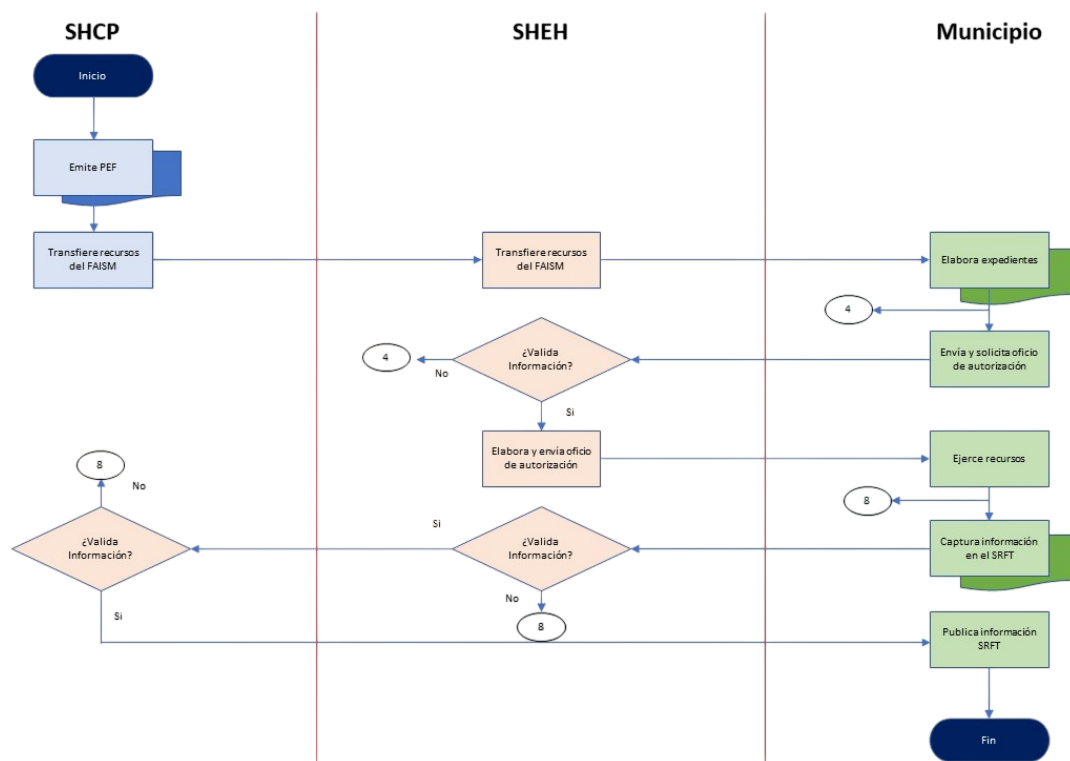 SHCP
SHEH
Municipio
Inicio
Emite PEF
Transfiere recursos
del FAISM
Transfiere recursos
del FAISM
Elabora expedientes
4
¿Valida
Información?
4
No
Envía y solicita oficio
de autorización
Si
Elabora y envía oficio
de autorización
Ejerce recursos
8
No
8
¿Valida
Información?
Si
¿Valida
Información?
Captura información
en el SRFT
No
Si
8
Publica información
SRFT
Fin